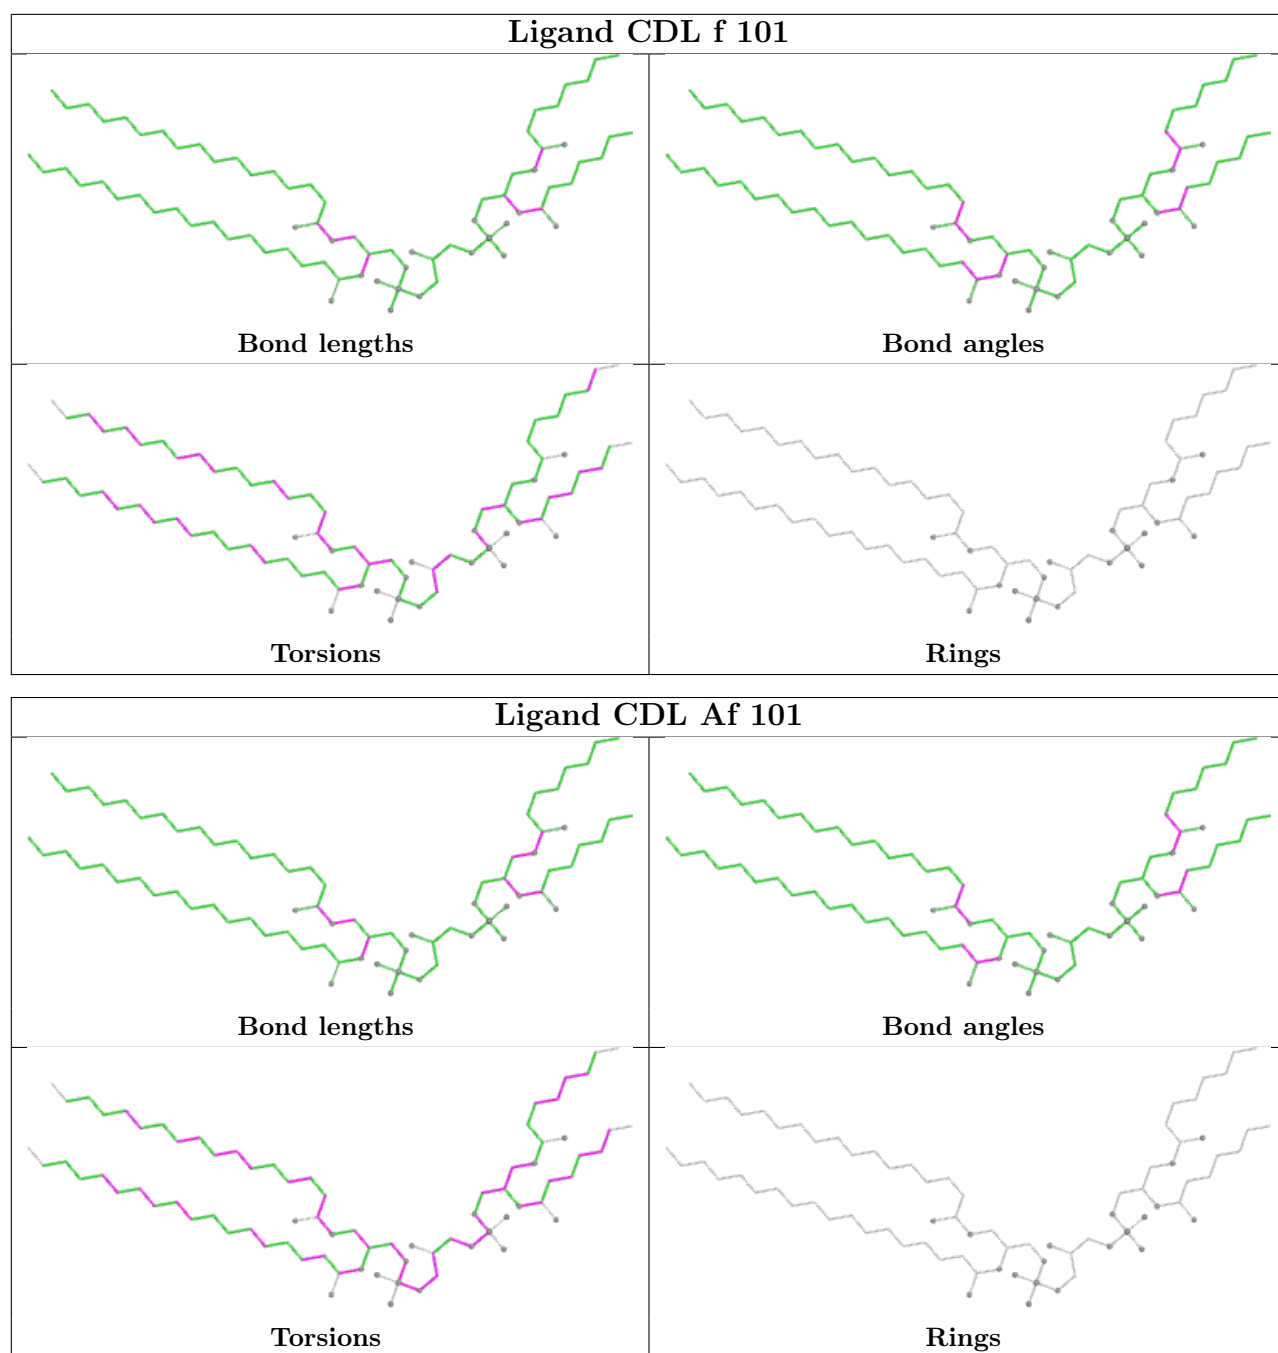 Ligand CDL f 101
Bond lengths
Bond angles
Torsions
Rings
Ligand CDL Af 101
Bond lengths
Bond angles
Torsions
Rings